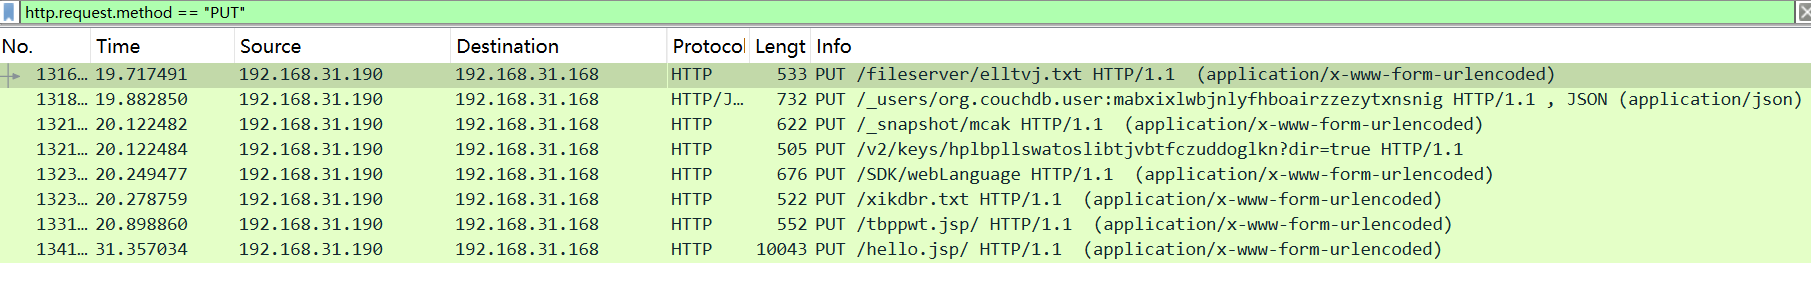 http.request.method == "PUT"
No. Time Source Destination Protocol Lengt Info
1316… 19.717491 192.168.31.190 192.168.31.168 HTTP 533 PUT /fileserver/elltvj.txt HTTP/1.1 (application/x-www-form-urlencoded)
1318… 19.882850 192.168.31.190 192.168.31.168 HTTP/J… 732 PUT /_users/org.couchdb.user:mabxixlwbjnlyfhboairzzezytxnsnig HTTP/1.1 , JSON (application/json)
1321… 20.122482 192.168.31.190 192.168.31.168 HTTP 622 PUT /_snapshot/mcak HTTP/1.1 (application/x-www-form-urlencoded)
1321… 20.122484 192.168.31.190 192.168.31.168 HTTP 505 PUT /v2/keys/hplbpllswatoslibtjvbtfczuddoglkn?dir=true HTTP/1.1
1323… 20.249477 192.168.31.190 192.168.31.168 HTTP 676 PUT /SDK/webLanguage HTTP/1.1 (application/x-www-form-urlencoded)
1323… 20.278759 192.168.31.190 192.168.31.168 HTTP 522 PUT /xikdbr.txt HTTP/1.1 (application/x-www-form-urlencoded)
1331… 20.898860 192.168.31.190 192.168.31.168 HTTP 552 PUT /tbppwt.jsp/ HTTP/1.1 (application/x-www-form-urlencoded)
1341… 31.357034 192.168.31.190 192.168.31.168 HTTP 10043 PUT /hello.jsp/ HTTP/1.1 (application/x-www-form-urlencoded)